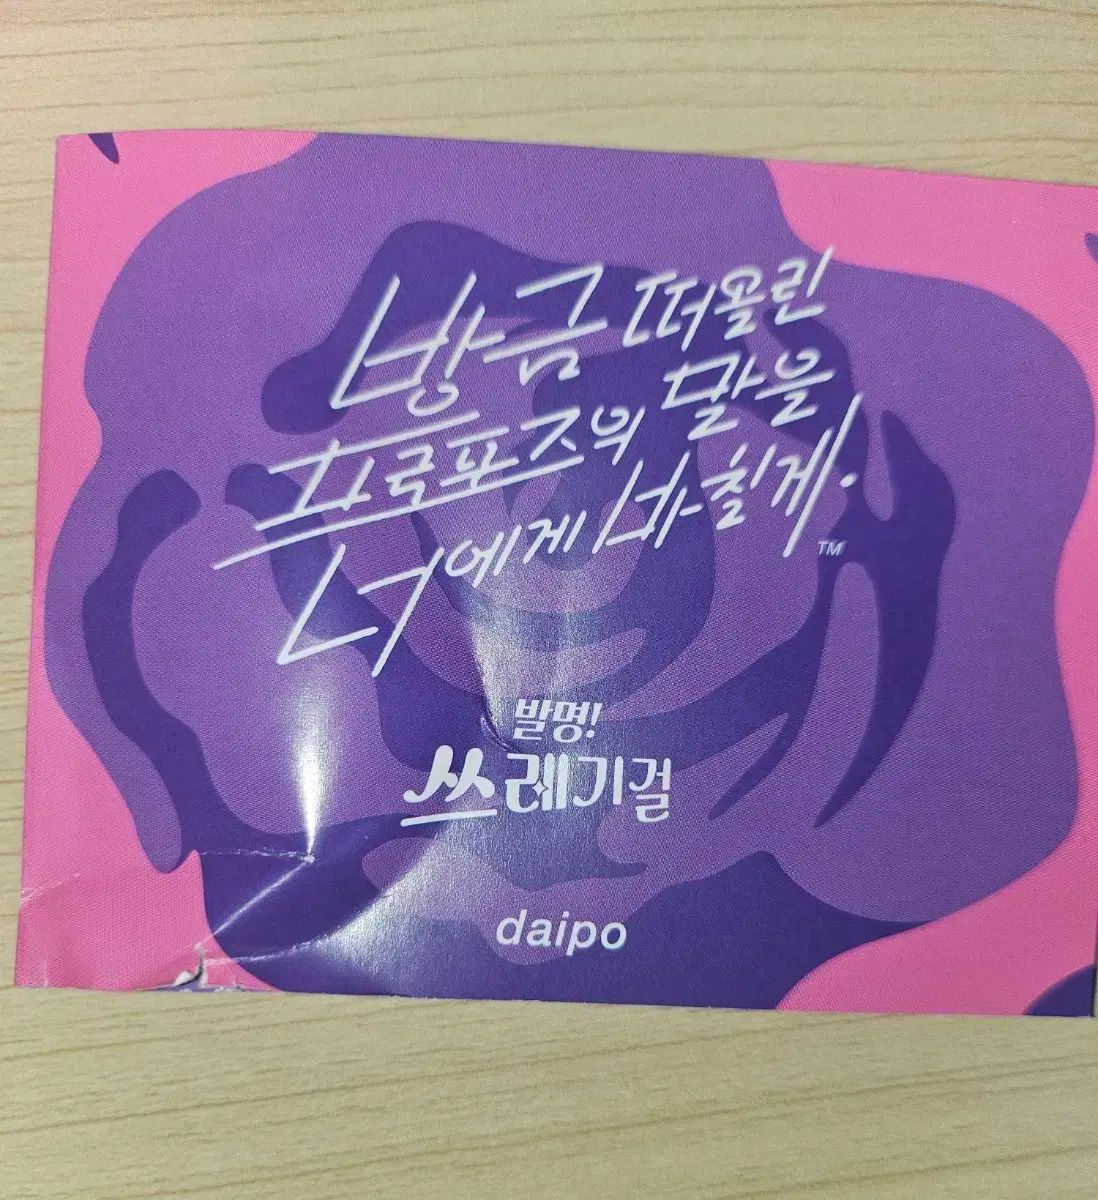 방금 떠올린
프로포즈의 말을
너에게 바칠게.
TM
발명!
쓰레기걸
daipo